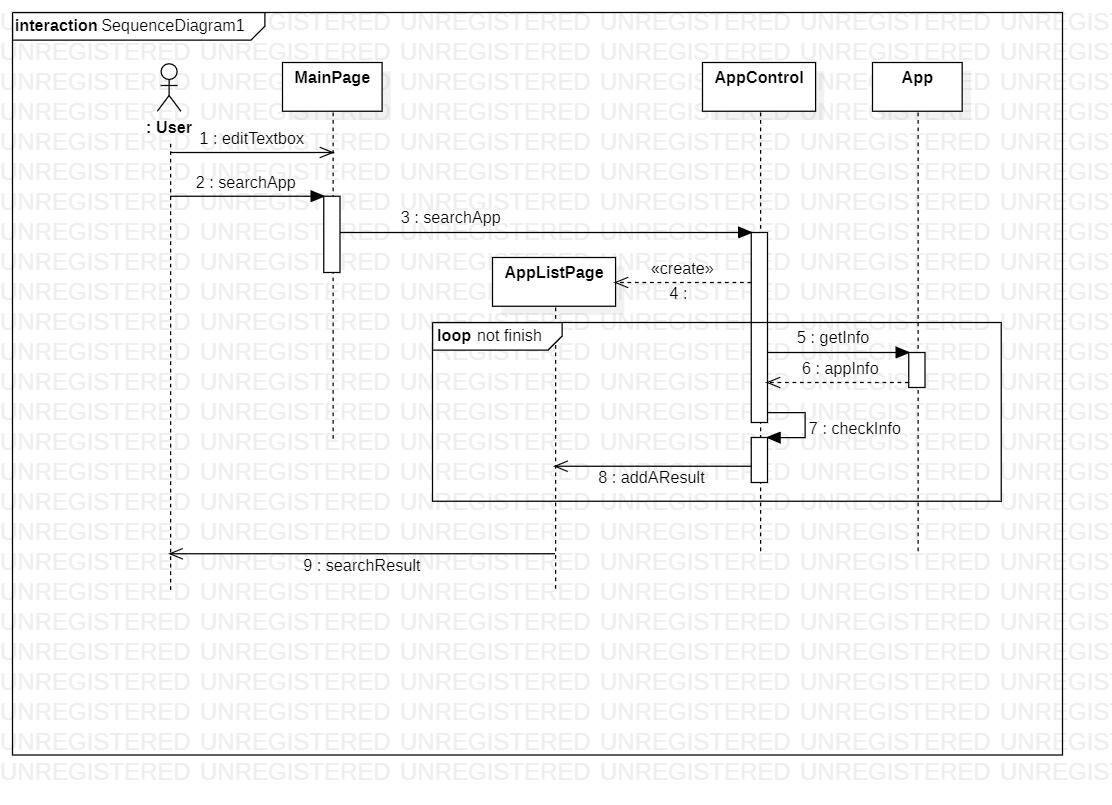 interaction SequenceDiagram1
MainPage
AppControl
App
: User
1 : editTextbox
2 : searchApp
3 : searchApp
AppListPage
«create»
4 :
loop not finish
5 : getInfo
6 : appInfo
7 : checkInfo
8 : addAResult
9 : searchResult
UNREGISTERED